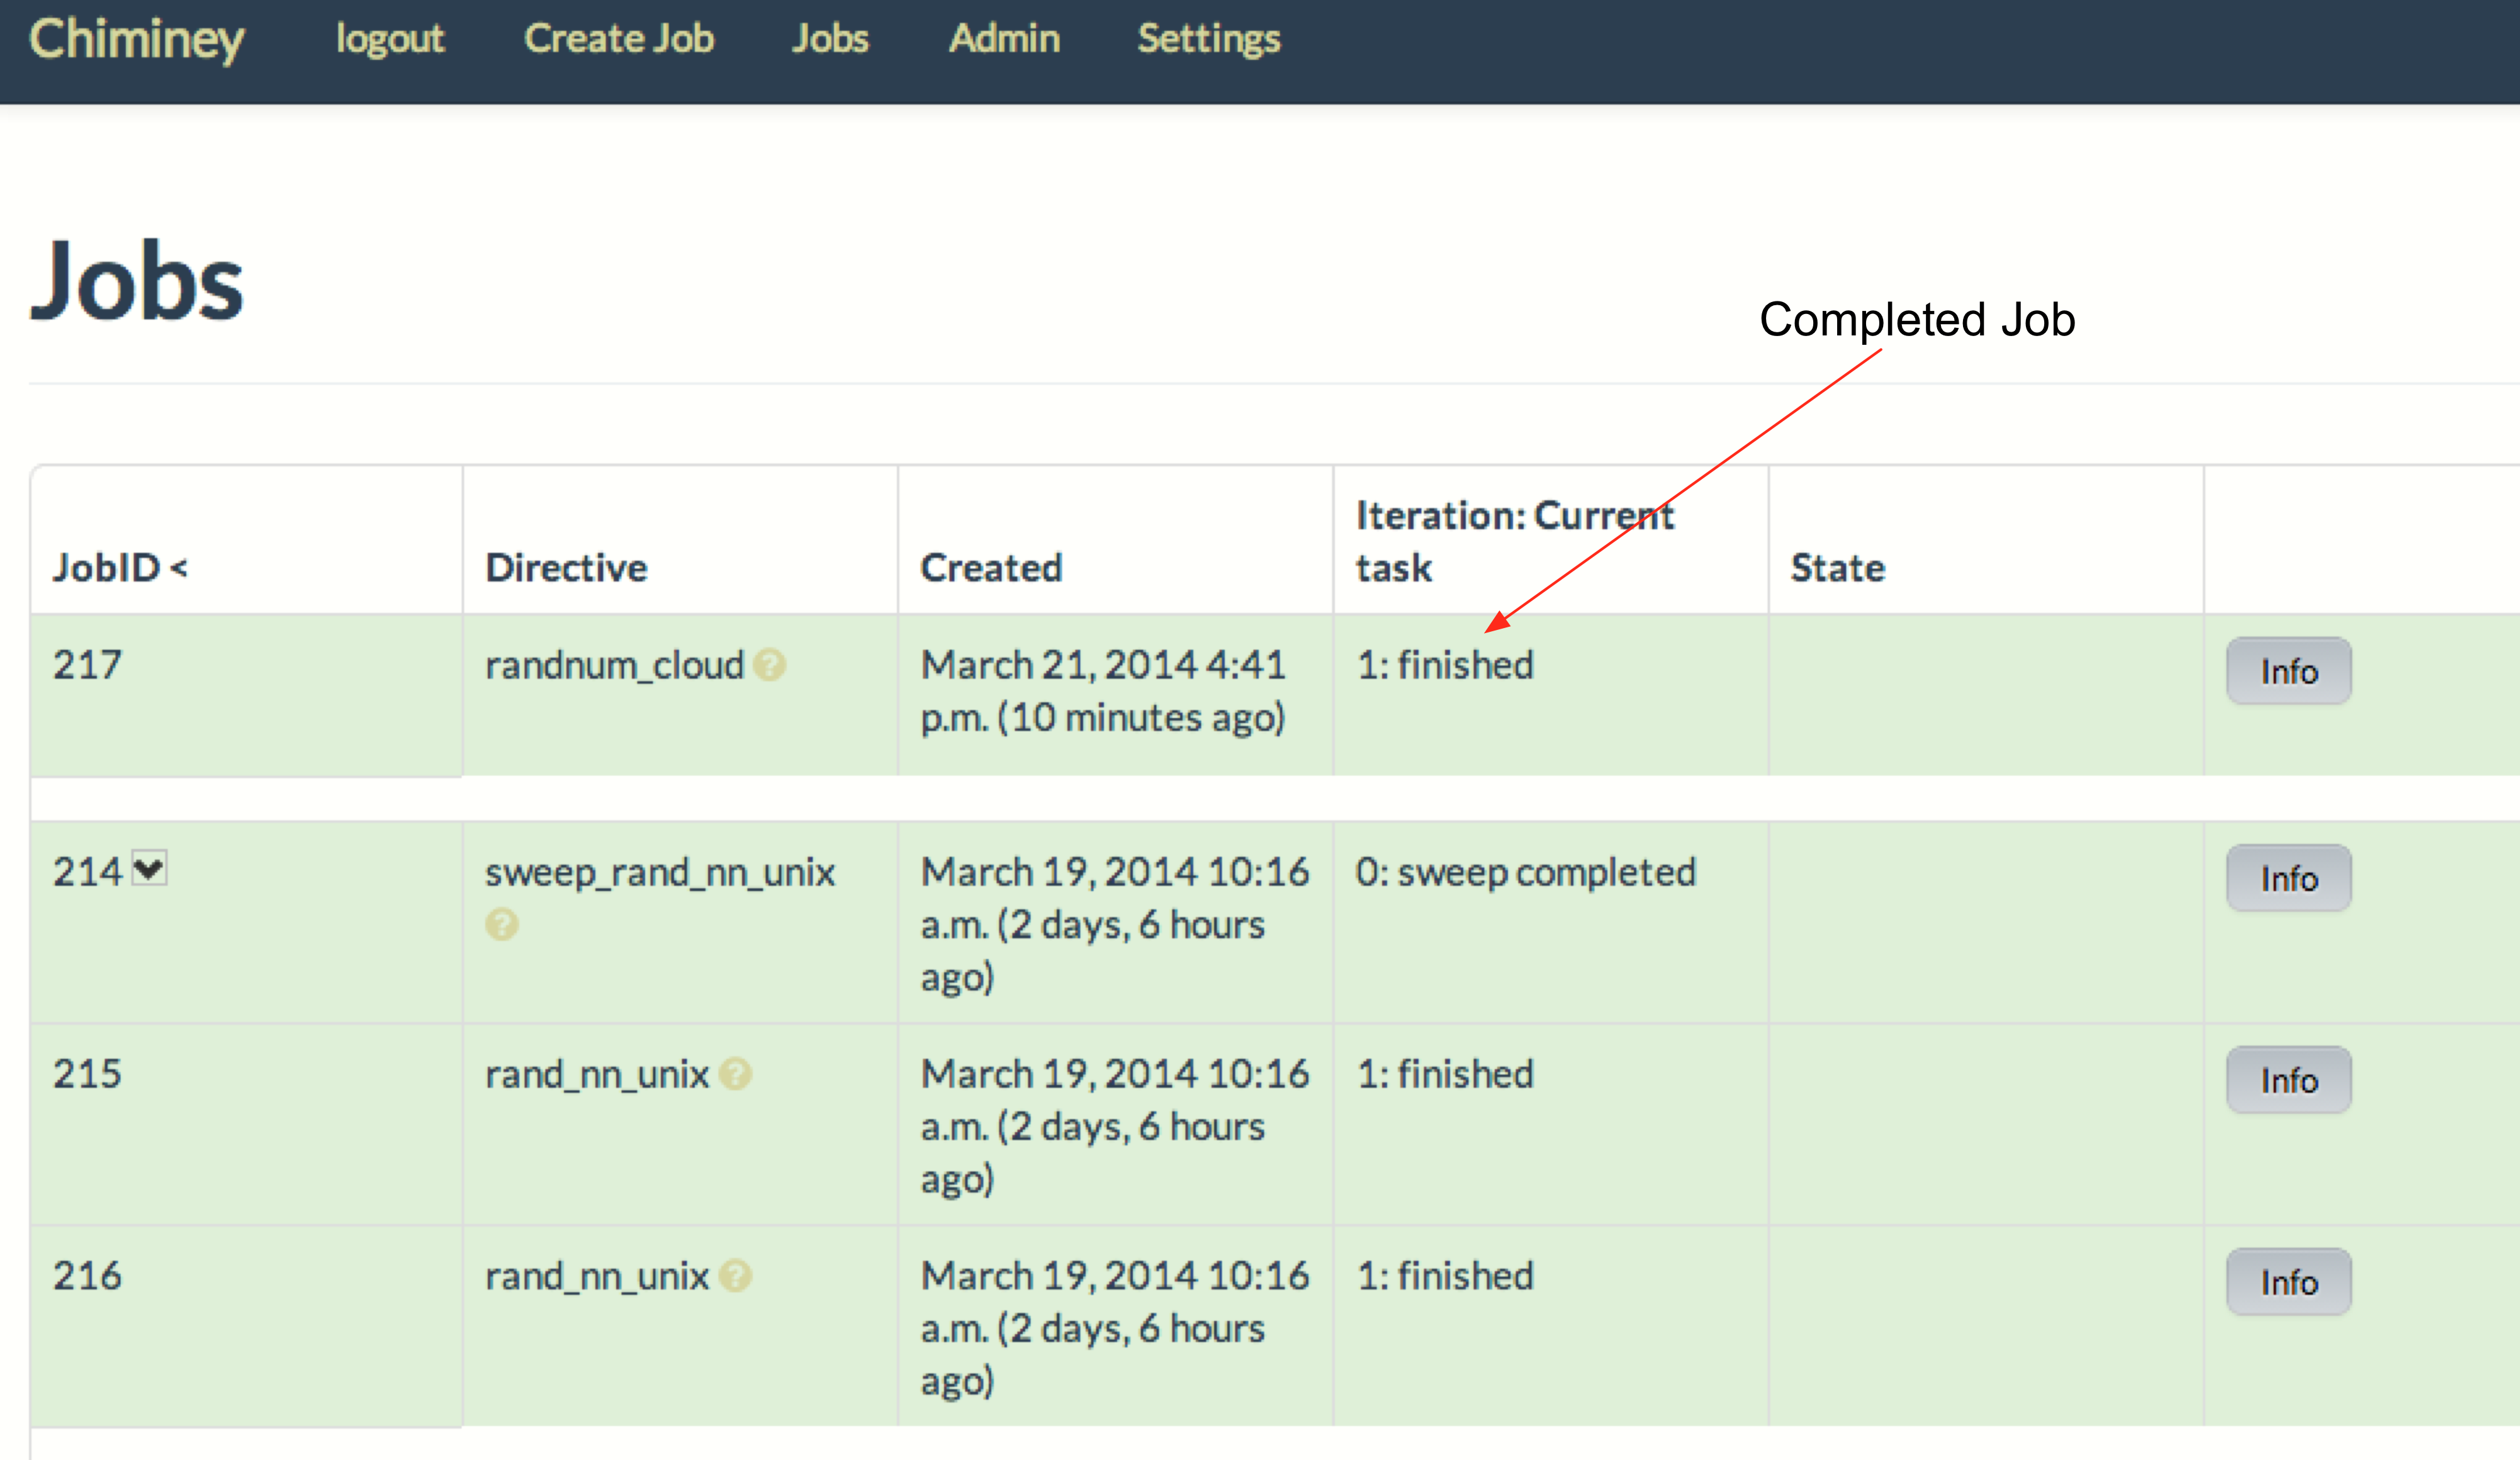 Chiminey logout Create Job Jobs Admin Settings
Jobs
Completed Job
JobID < Directive Created Iteration: Current task State
217 randnum_cloud ? March 21, 2014 4:41 1: finished Info
p.m. (10 minutes ago)
214 sweep_rand_nn_unix March 19, 2014 10:16 0: sweep completed Info
? a.m. (2 days, 6 hours
ago)
215 rand_nn_unix ? March 19, 2014 10:16 1: finished Info
a.m. (2 days, 6 hours
ago)
216 rand_nn_unix ? March 19, 2014 10:16 1: finished Info
a.m. (2 days, 6 hours
ago)